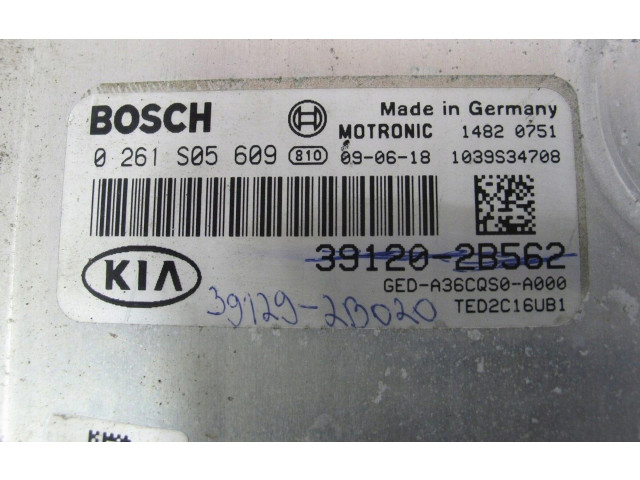 BOSCH
Made in Germany
MOTRONIC 1482 0751
0 261 S05 609 810 09-06-18 1039S34708
39120-2B562
KIA
GED-A36CQS0-A000
39129-2B020
TED2C16UB1